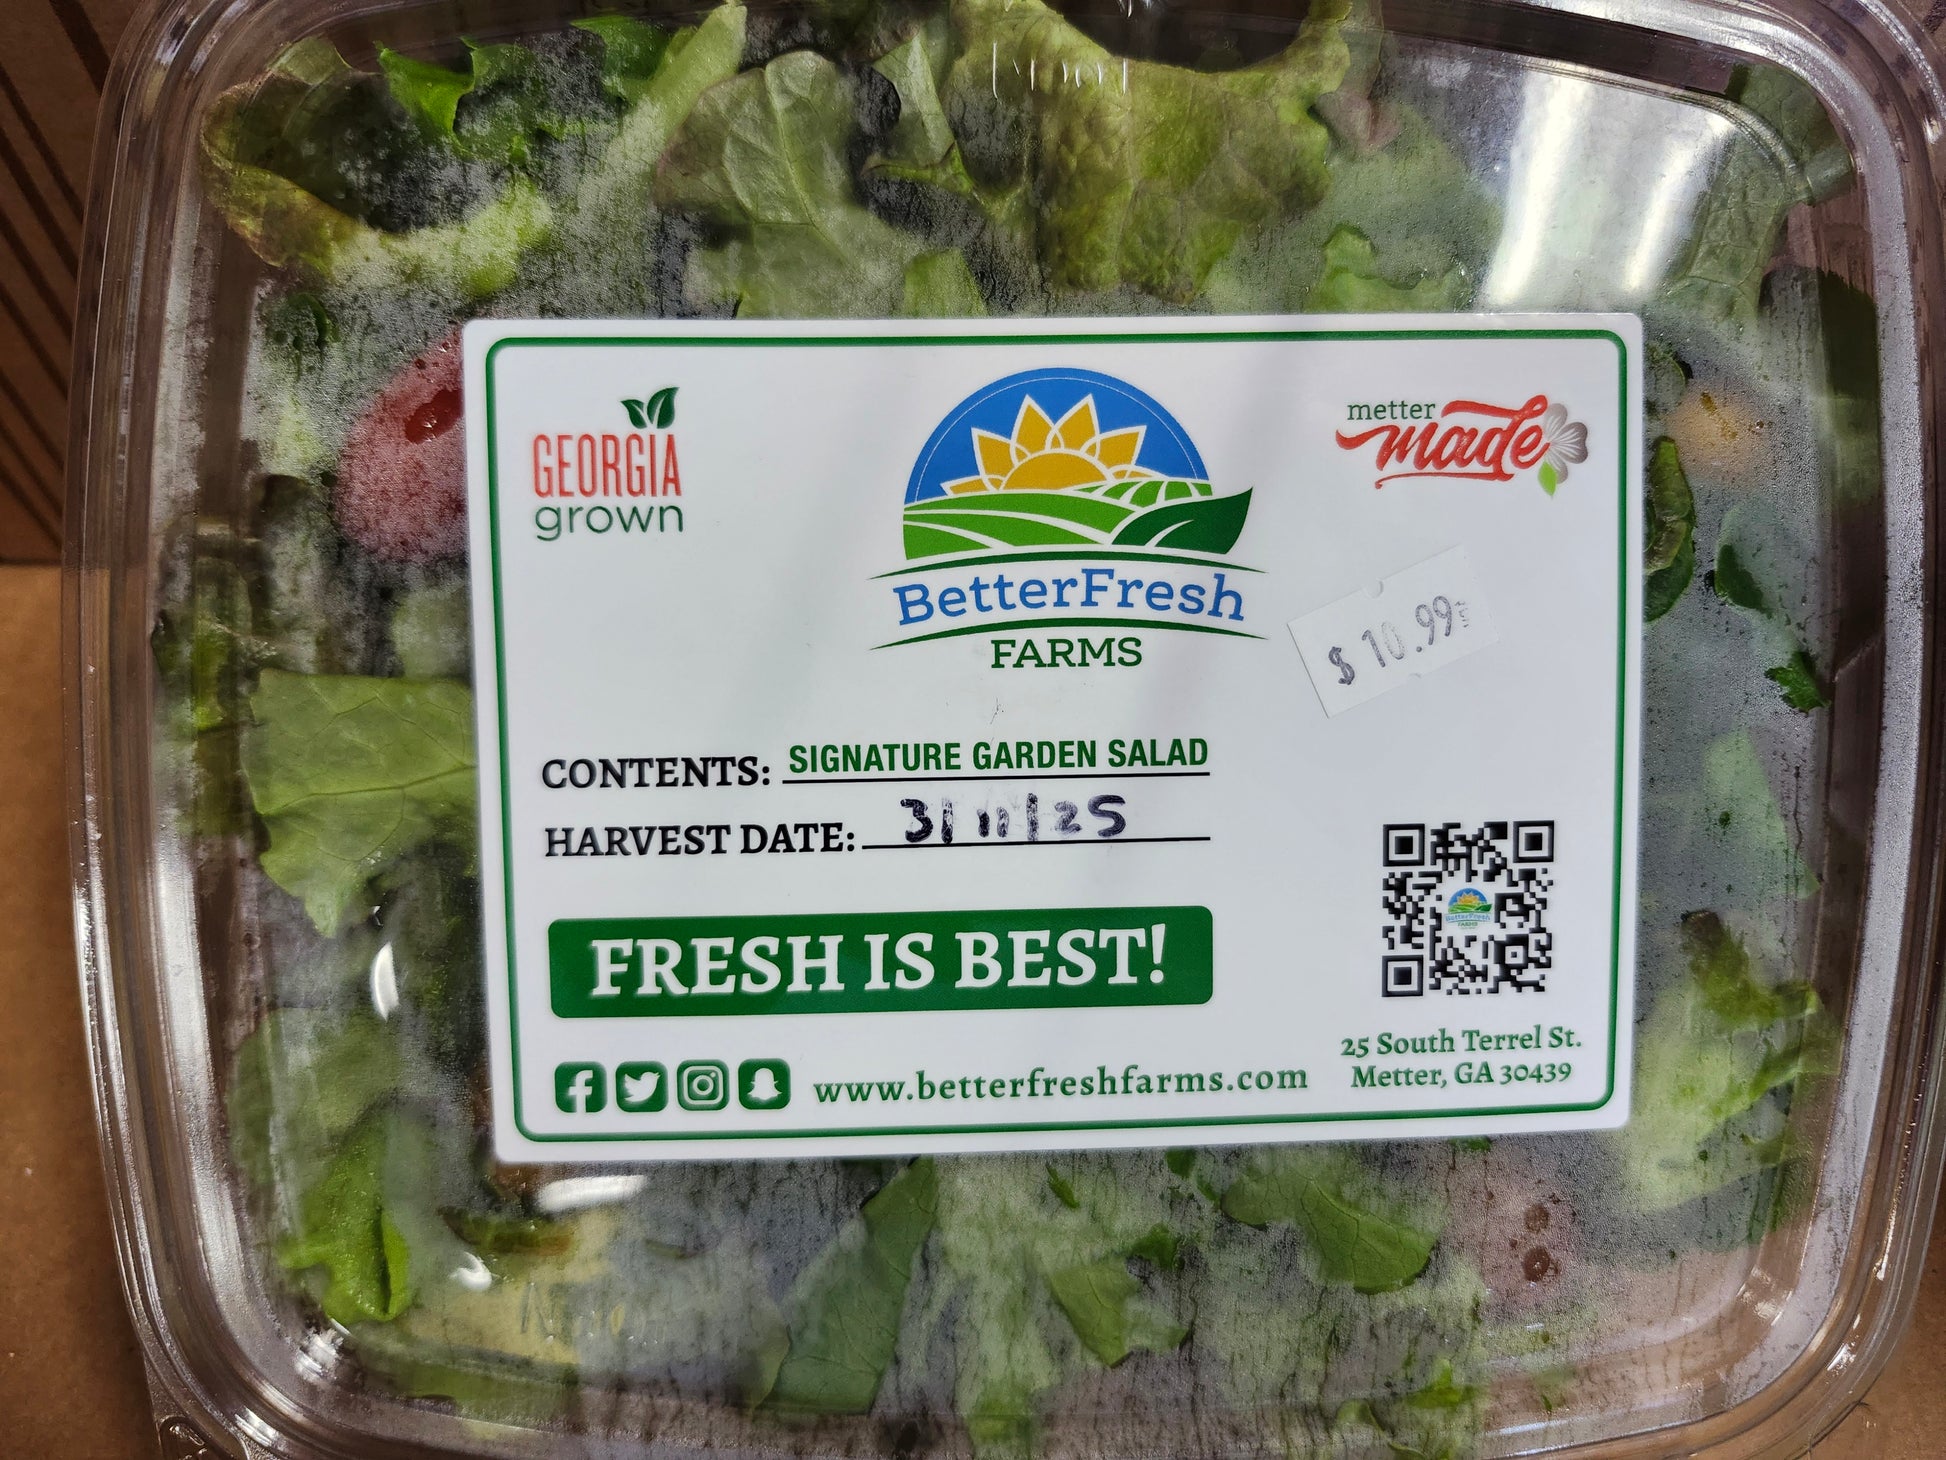 GEORGIA
grown
BetterFresh
FARMS
metter
made
$ 10.99
CONTENTS: SIGNATURE GARDEN SALAD
HARVEST DATE: 3/11/25
FRESH IS BEST!
www.betterfreshfarms.com
25 South Terrel St.
Metter, GA 30439